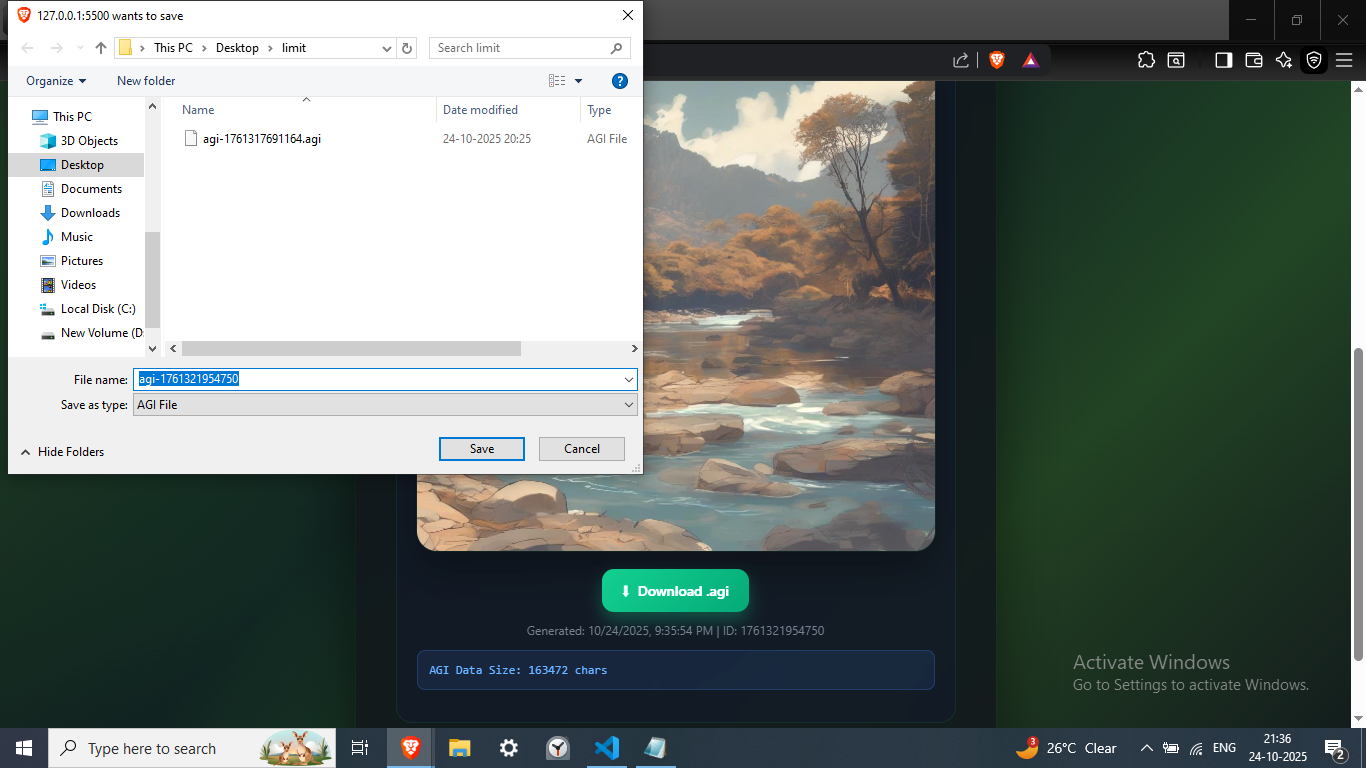 127.0.0.1:5500 wants to save
This PC
Desktop
limit
Search limit
Organize
New folder
?
Name
Date modified
Type
agi-1761317691164.agi
24-10-2025 20:25
AGI File
This PC
3D Objects
Desktop
Documents
Downloads
Music
Pictures
Videos
Local Disk (C:)
New Volume (D:
File name:
agi-1761321954750
Save as type:
AGI File
Hide Folders
Save
Cancel
⬇ Download .agi
Generated: 10/24/2025, 9:35:54 PM | ID: 1761321954750
AGI Data Size: 163472 chars
Activate Windows
Go to Settings to activate Windows.
Type here to search
3
26°C Clear
ENG
21:36
24-10-2025
2